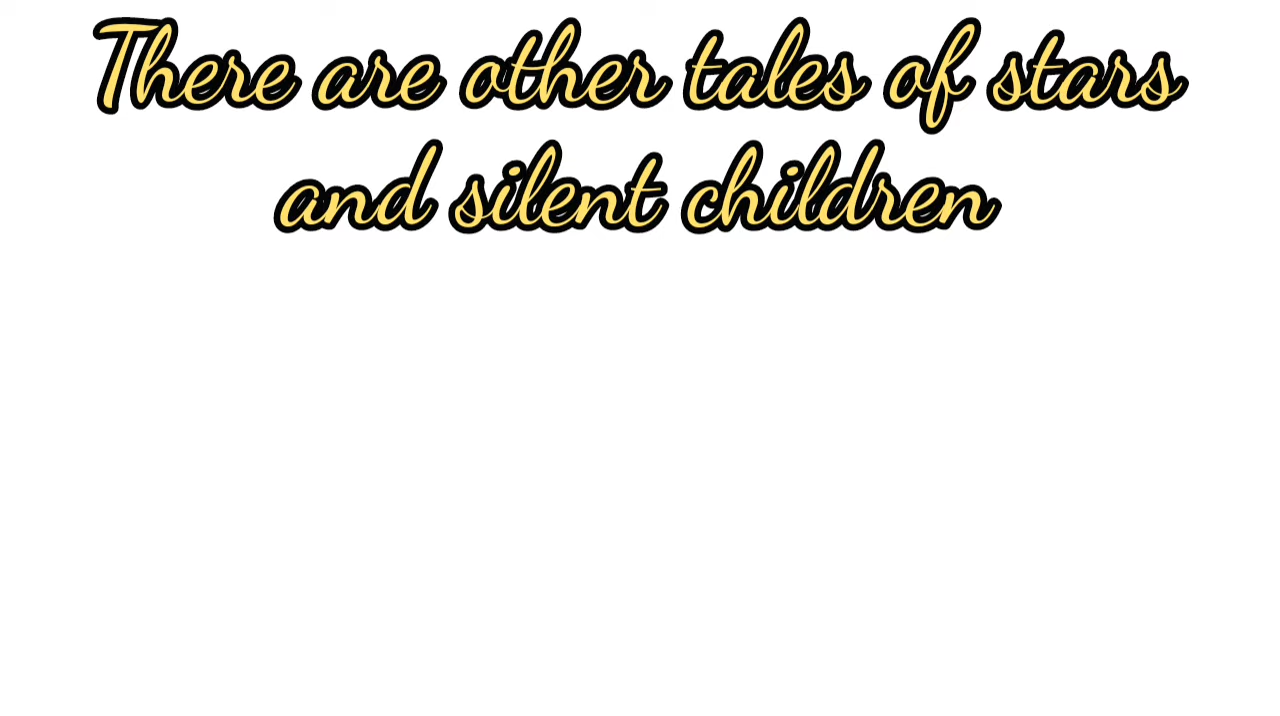 There are other tales of stars
and silent children